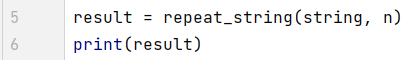 5 result = repeat_string(string, n)
6 print(result)